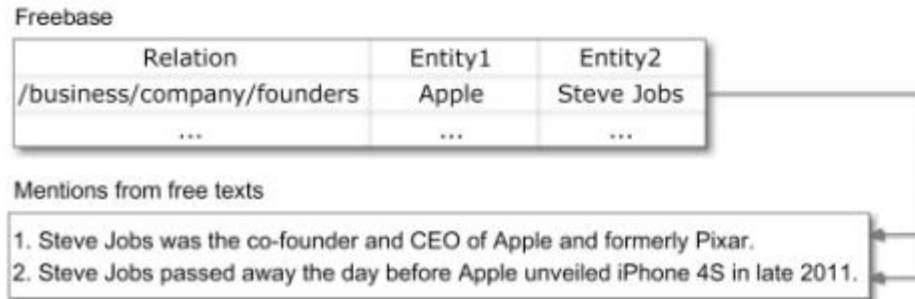 Freebase
Relation Entity1 Entity2
/business/company/founders Apple Steve Jobs
... ... ...
Mentions from free texts
1. Steve Jobs was the co-founder and CEO of Apple and formerly Pixar.
2. Steve Jobs passed away the day before Apple unveiled iPhone 4S in late 2011.